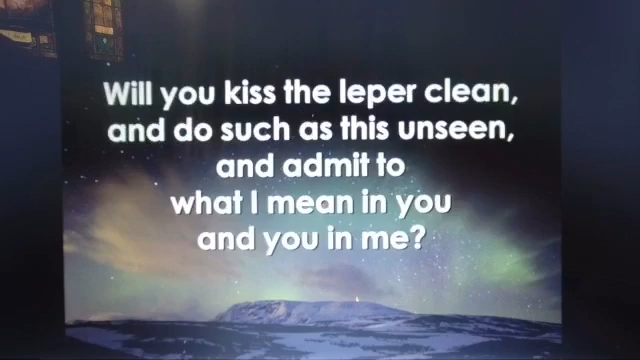 Will you kiss the leper clean,
and do such as this unseen,
and admit to
what I mean in you
and you in me?